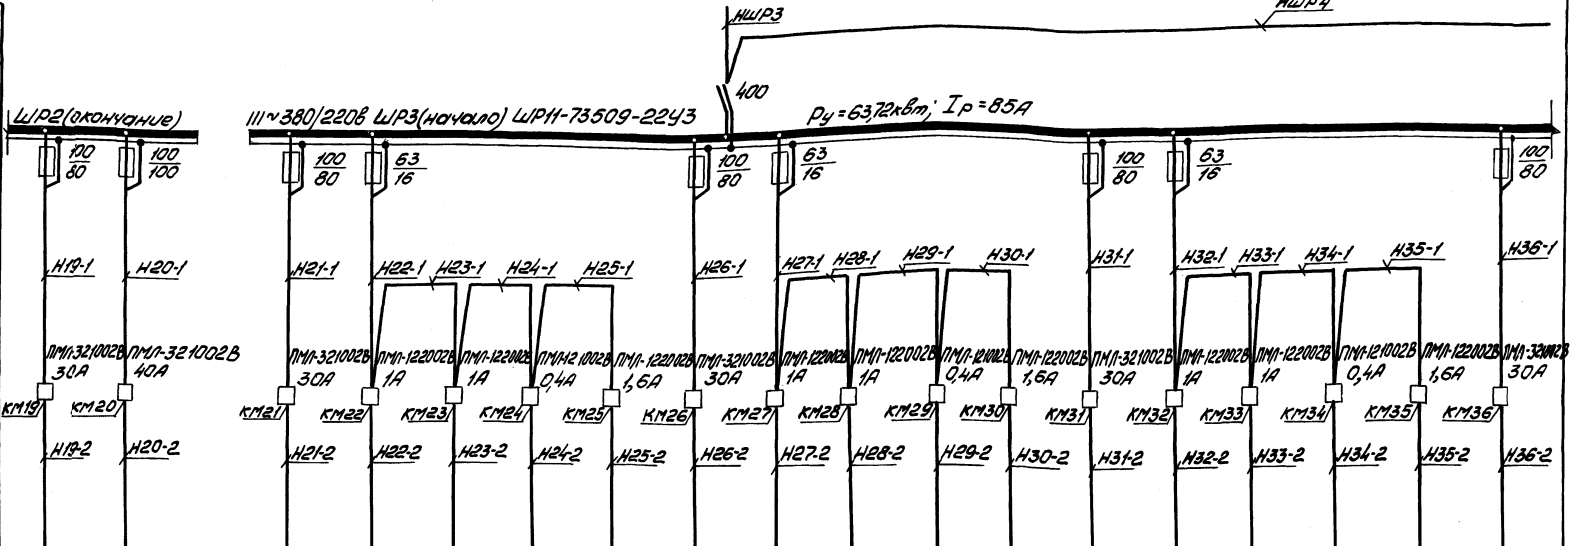 НШР3
НШР4
400
ШР2(окончание)
III~380/220в ШР3(начало) ШР11-73509-22У3
Ру=63,72квт; Iр=85А
100/80
100/100
100/80
63/16
100/80
63/16
100/80
63/16
100/80
Н19-1
Н20-1
Н21-1
Н22-1
Н23-1
Н24-1
Н25-1
Н26-1
Н27-1
Н28-1
Н29-1
Н30-1
Н31-1
Н32-1
Н33-1
Н34-1
Н35-1
Н36-1
ПМЛ-321002В
30А
ПМЛ-321002В
40А
ПМЛ-321002В
30А
ПМЛ-122002В
1А
ПМЛ-122002В
1А
ПМЛ-121002В
0,4А
ПМЛ-122002В
1,6А
ПМЛ-321002В
30А
ПМЛ-122002В
1А
ПМЛ-122002В
1А
ПМЛ-121002В
0,4А
ПМЛ-122002В
1,6А
ПМЛ-321002В
30А
ПМЛ-122002В
1А
ПМЛ-122002В
1А
ПМЛ-121002В
0,4А
ПМЛ-122002В
1,6А
ПМЛ-321002В
30А
КМ19
КМ20
КМ21
КМ22
КМ23
КМ24
КМ25
КМ26
КМ27
КМ28
КМ29
КМ30
КМ31
КМ32
КМ33
КМ34
КМ35
КМ36
Н19-2
Н20-2
Н21-2
Н22-2
Н23-2
Н24-2
Н25-2
Н26-2
Н27-2
Н28-2
Н29-2
Н30-2
Н31-2
Н32-2
Н33-2
Н34-2
Н35-2
Н36-2